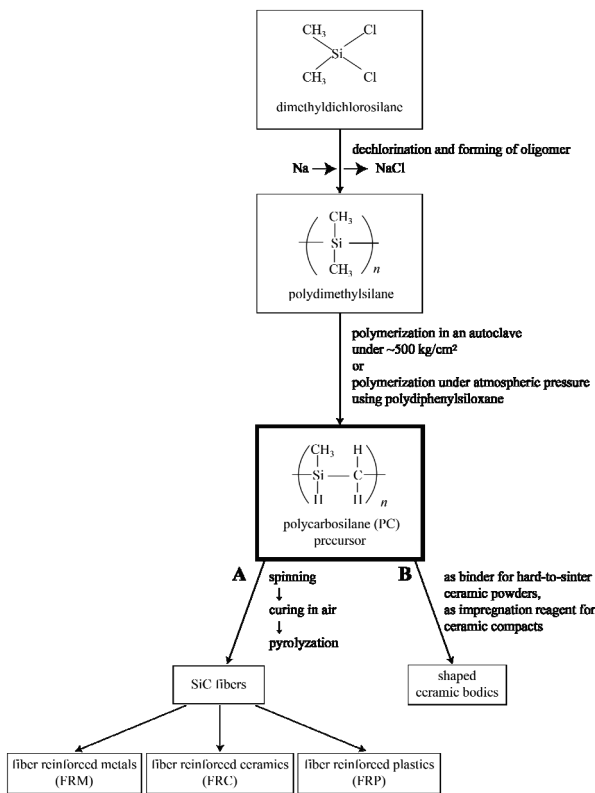 CH₃ Cl
Si
CH₃ Cl
dimethyldichlorosilane
dechlorination and forming of oligomer
Na NaCl
CH₃
Si
CH₃ n
polydimethylsilane
polymerization in an autoclave
under ~500 kg/cm²
or
polymerization under atmospheric pressure
using polydiphenylsiloxane
CH₃ H
Si C
H H n
polycarbosilane (PC)
precursor
A
spinning
curing in air
pyrolyzation
B
as binder for hard-to-sinter
ceramic powders,
as impregnation reagent for
ceramic compacts
SiC fibers
shaped
ceramic bodies
fiber reinforced metals
(FRM)
fiber reinforced ceramics
(FRC)
fiber reinforced plastics
(FRP)